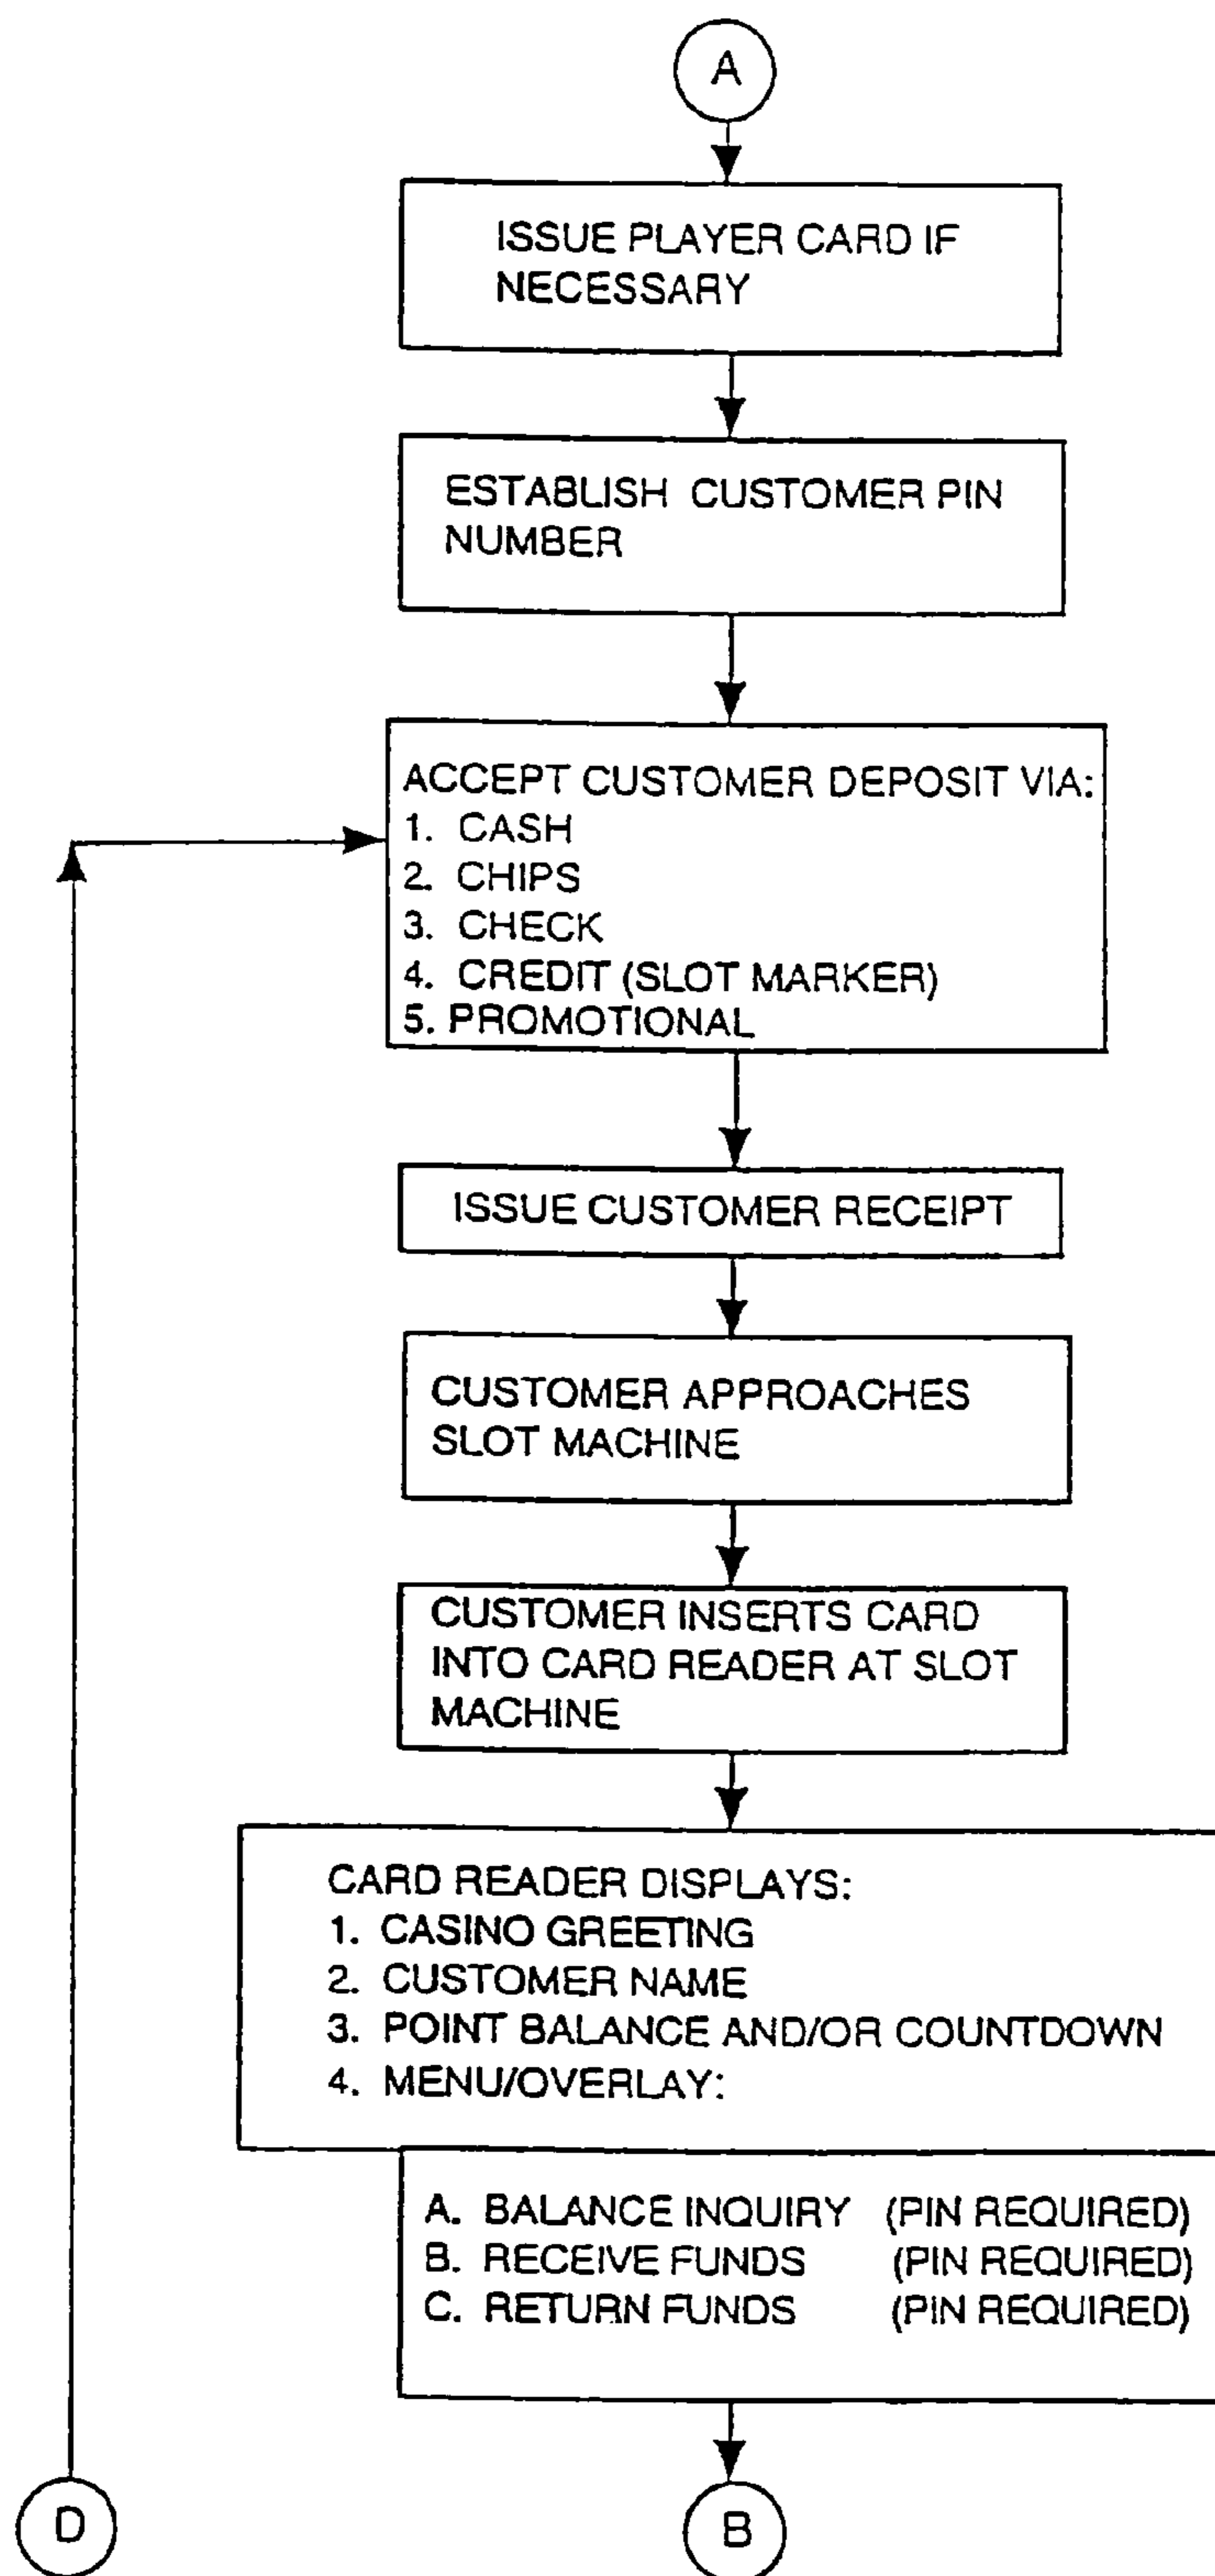 A
ISSUE PLAYER CARD IF
NECESSARY
ESTABLISH CUSTOMER PIN
NUMBER
ACCEPT CUSTOMER DEPOSIT VIA:
1. CASH
2. CHIPS
3. CHECK
4. CREDIT (SLOT MARKER)
5. PROMOTIONAL
ISSUE CUSTOMER RECEIPT
CUSTOMER APPROACHES
SLOT MACHINE
CUSTOMER INSERTS CARD
INTO CARD READER AT SLOT
MACHINE
CARD READER DISPLAYS:
1. CASINO GREETING
2. CUSTOMER NAME
3. POINT BALANCE AND/OR COUNTDOWN
4. MENU/OVERLAY:
A. BALANCE INQUIRY (PIN REQUIRED)
B. RECEIVE FUNDS (PIN REQUIRED)
C. RETURN FUNDS (PIN REQUIRED)
D
B